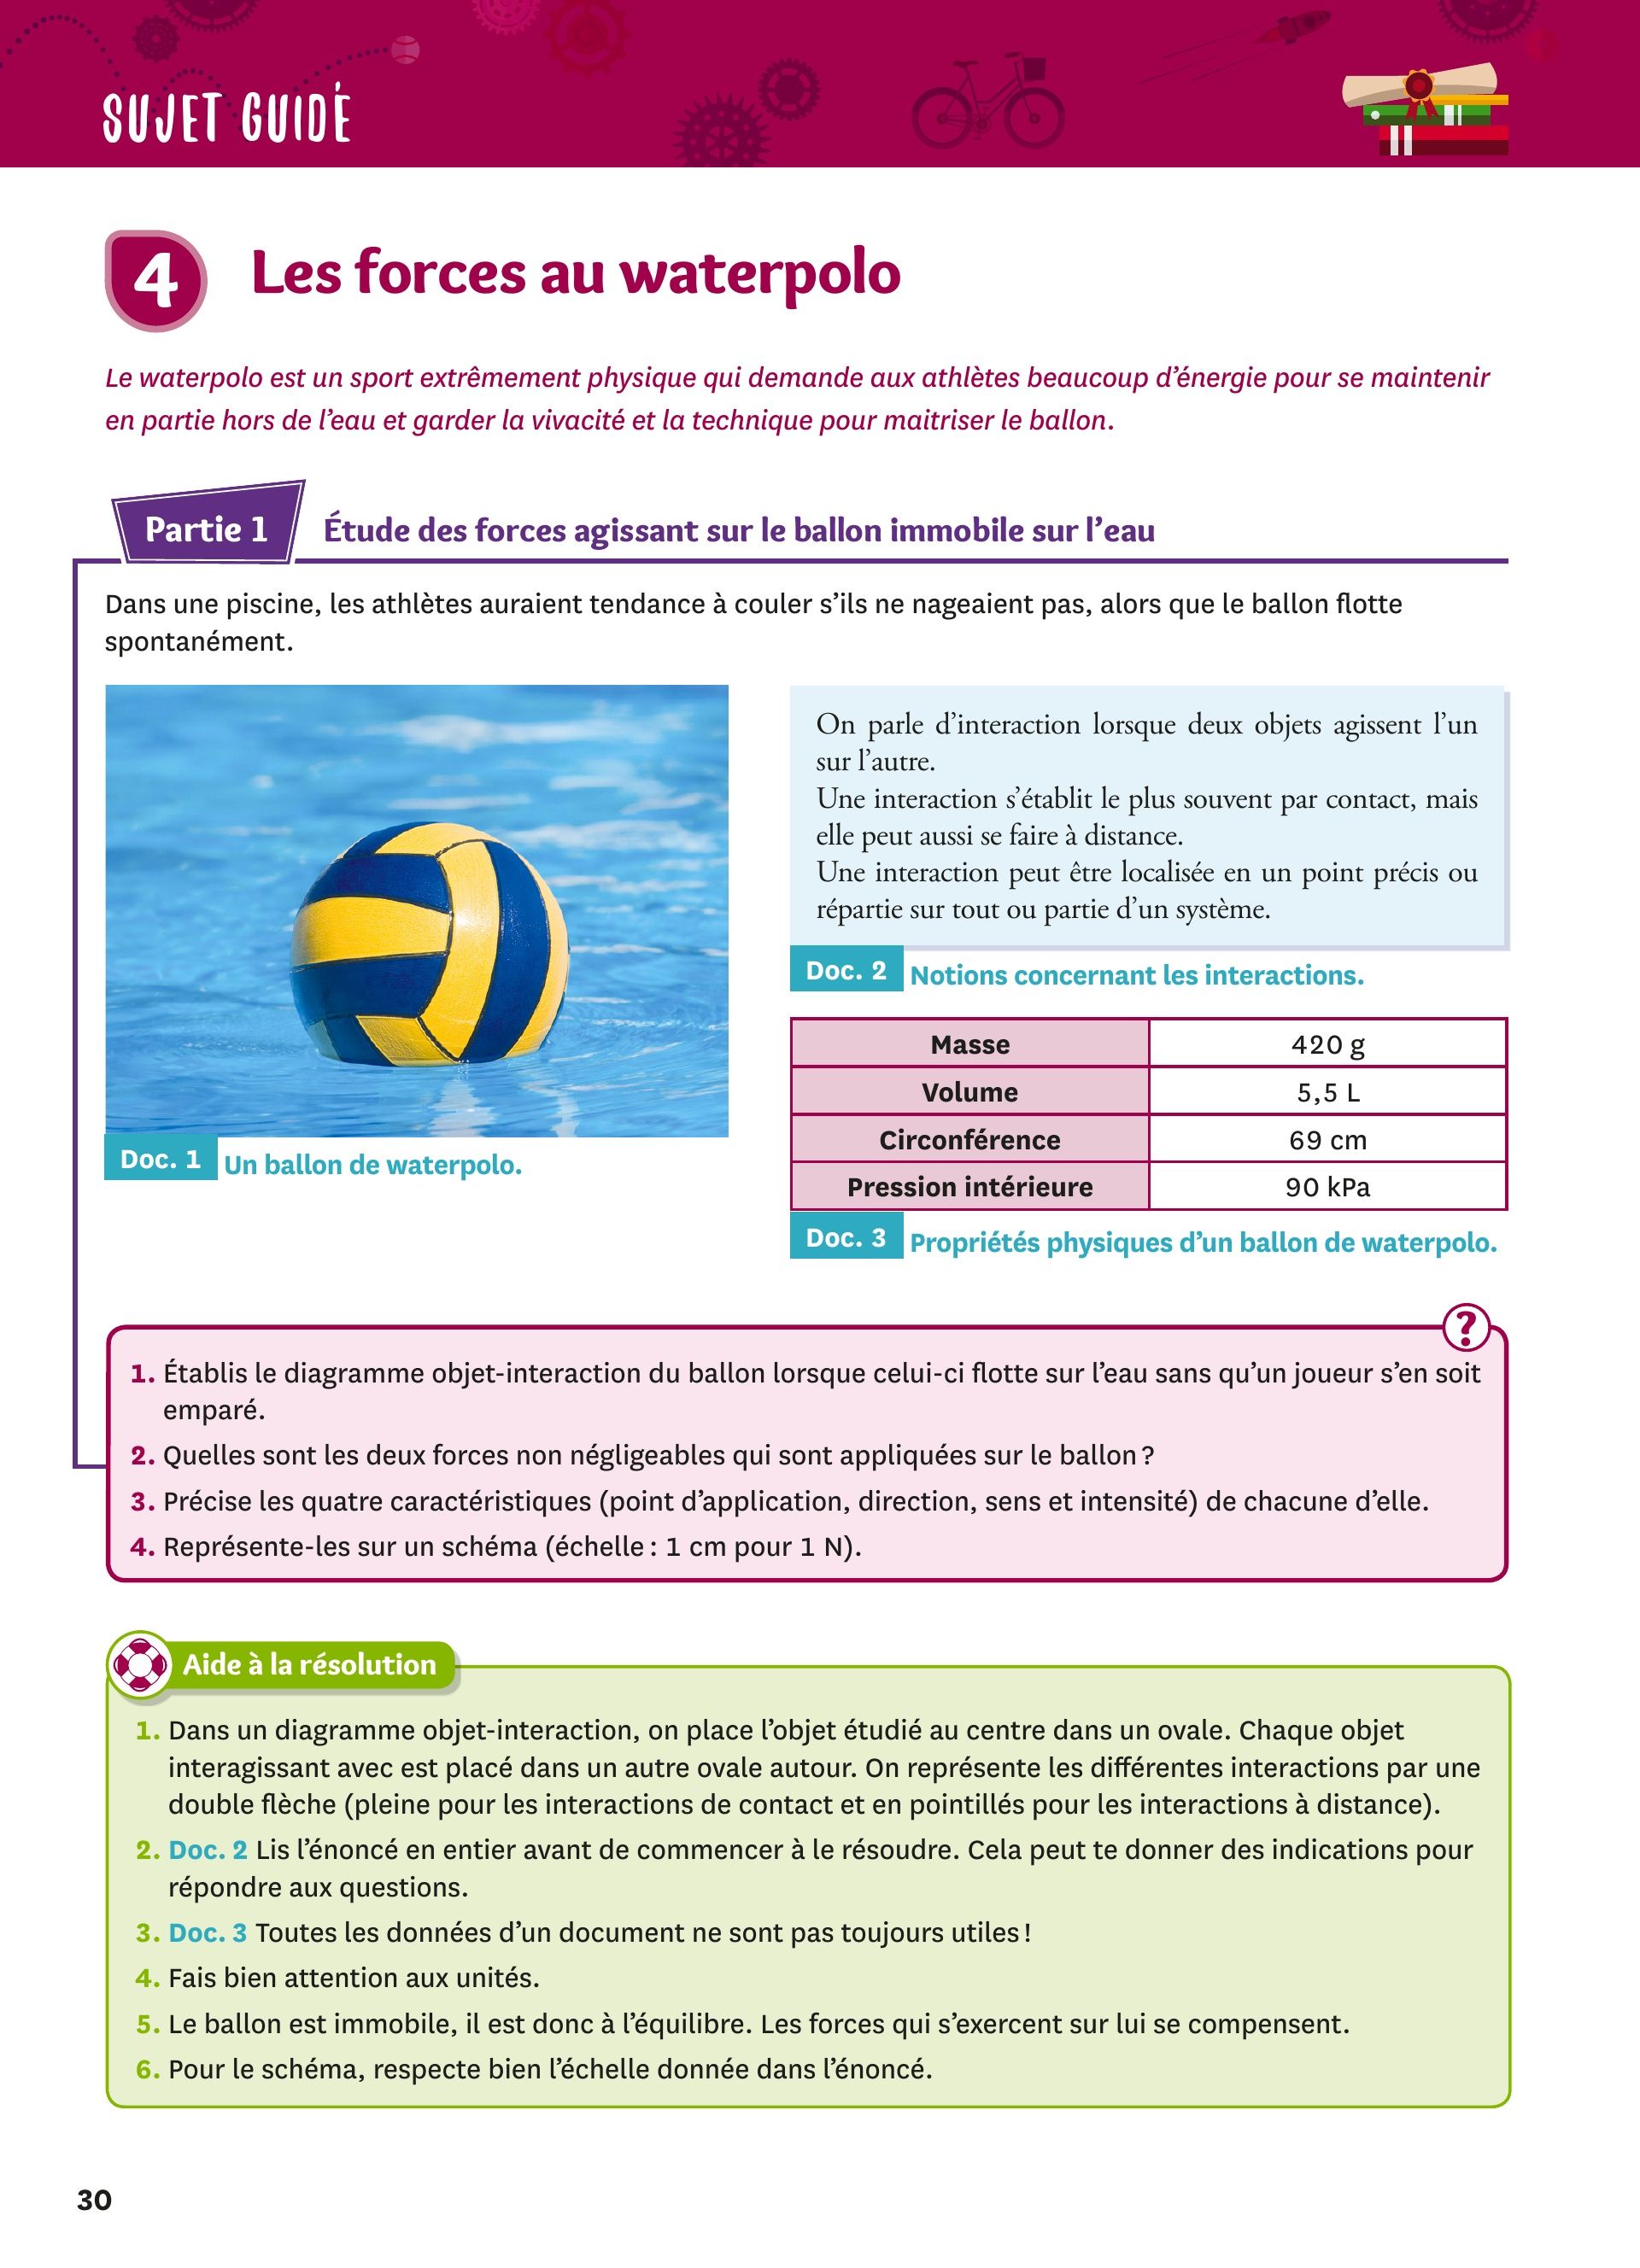 SUJET GUIDÉ
4 Les forces au waterpolo
Le waterpolo est un sport extrêmement physique qui demande aux athlètes beaucoup d’énergie pour se maintenir
en partie hors de l’eau et garder la vivacité et la technique pour maitriser le ballon.
Partie 1 Étude des forces agissant sur le ballon immobile sur l’eau
Dans une piscine, les athlètes auraient tendance à couler s’ils ne nageaient pas, alors que le ballon flotte
spontanément.
Doc. 1 Un ballon de waterpolo.
On parle d’interaction lorsque deux objets agissent l’un
sur l’autre.
Une interaction s’établit le plus souvent par contact, mais
elle peut aussi se faire à distance.
Une interaction peut être localisée en un point précis ou
répartie sur tout ou partie d’un système.
Doc. 2 Notions concernant les interactions.
Masse 420 g
Volume 5,5 L
Circonférence 69 cm
Pression intérieure 90 kPa
Doc. 3 Propriétés physiques d’un ballon de waterpolo.
?
1. Établis le diagramme objet-interaction du ballon lorsque celui-ci flotte sur l’eau sans qu’un joueur s’en soit
emparé.
2. Quelles sont les deux forces non négligeables qui sont appliquées sur le ballon ?
3. Précise les quatre caractéristiques (point d’application, direction, sens et intensité) de chacune d’elle.
4. Représente-les sur un schéma (échelle : 1 cm pour 1 N).
Aide à la résolution
1. Dans un diagramme objet-interaction, on place l’objet étudié au centre dans un ovale. Chaque objet
interagissant avec est placé dans un autre ovale autour. On représente les différentes interactions par une
double flèche (pleine pour les interactions de contact et en pointillés pour les interactions à distance).
2. Doc. 2 Lis l’énoncé en entier avant de commencer à le résoudre. Cela peut te donner des indications pour
répondre aux questions.
3. Doc. 3 Toutes les données d’un document ne sont pas toujours utiles !
4. Fais bien attention aux unités.
5. Le ballon est immobile, il est donc à l’équilibre. Les forces qui s’exercent sur lui se compensent.
6. Pour le schéma, respecte bien l’échelle donnée dans l’énoncé.
30